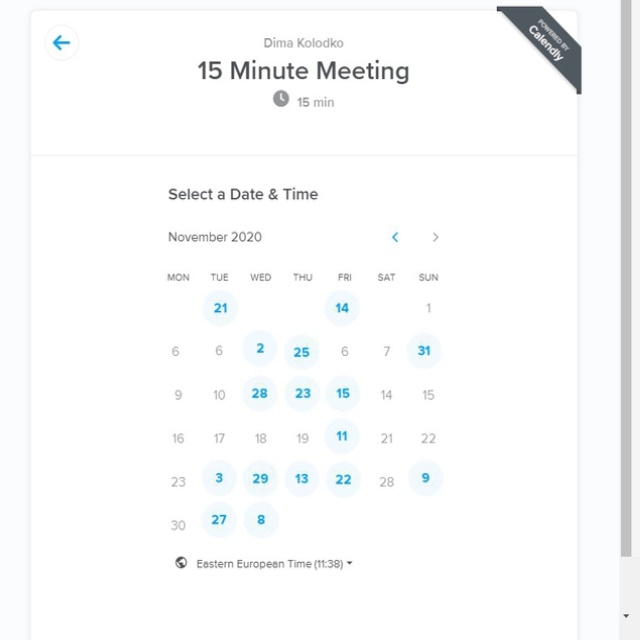 POWERED BY
Calendly
Dima Kolodko
15 Minute Meeting
15 min
Select a Date & Time
November 2020
MON TUE WED THU FRI SAT SUN
21 14 1
6 6 2 25 6 7 31
9 10 28 23 15 14 15
16 17 18 19 11 21 22
23 3 29 13 22 28 9
30 27 8
Eastern European Time (11:38)